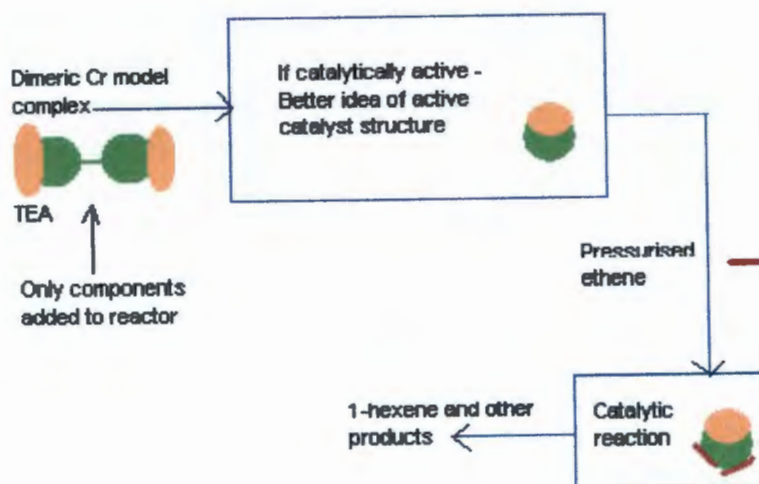 Dimeric Cr model
complex
TEA
Only components
added to reactor
If catalytically active -
Better idea of active
catalyst structure
Pressurised
ethene
Catalytic
reaction
1-hexene and other
products